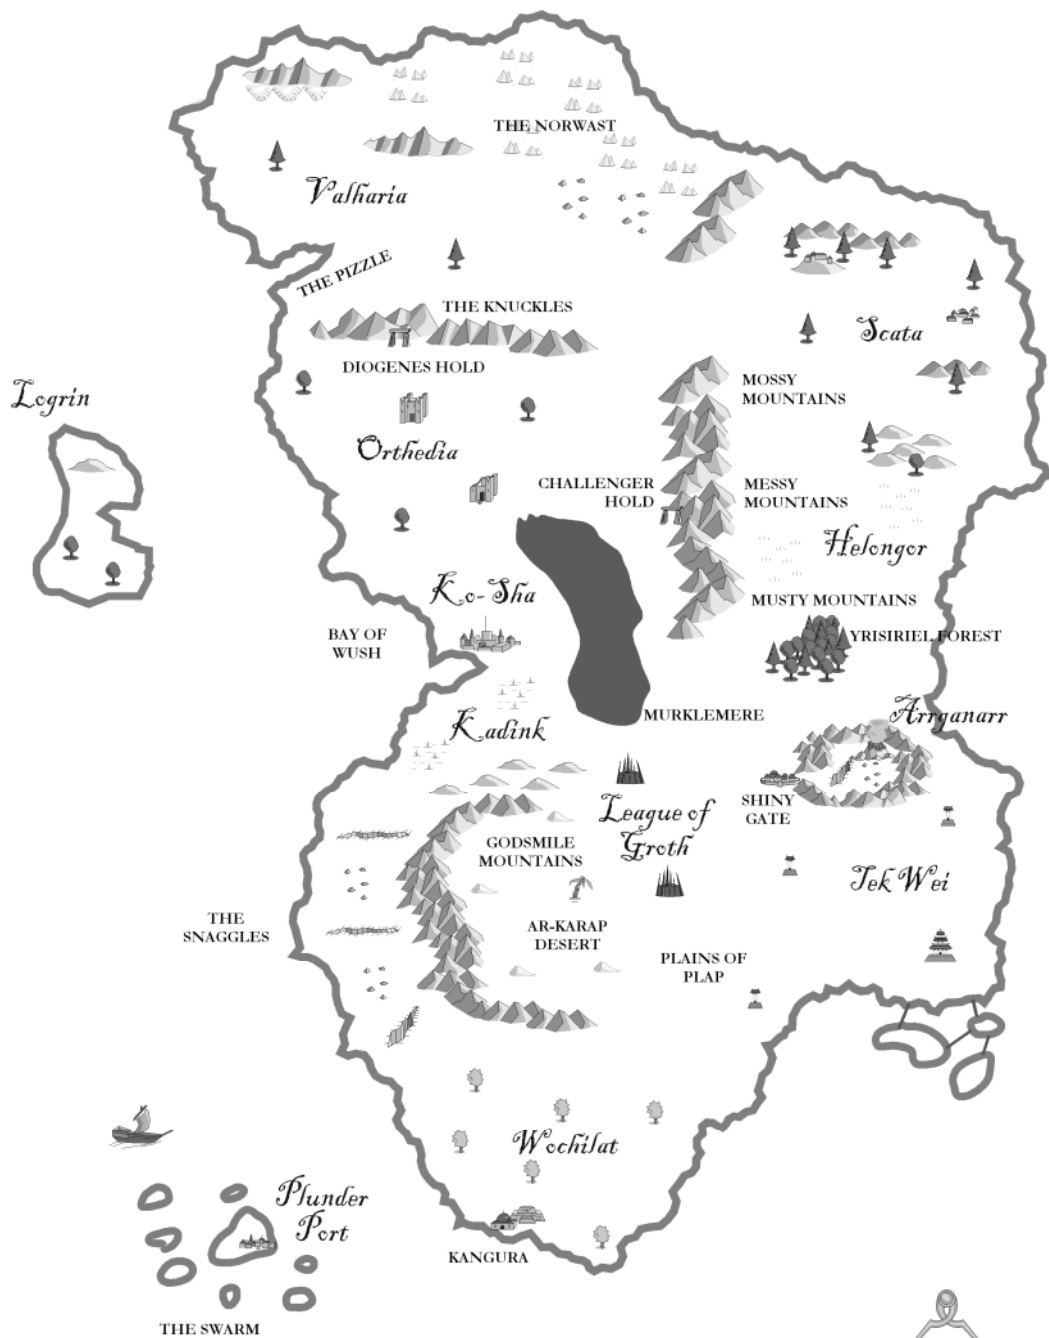 THE NORWAST
Valharia
THE PIZZLE
THE KNUCKLES
Scata
DIOGENES HOLD
MOSSY
MOUNTAINS
Logrin
Orthedia
CHALLENGER
HOLD
MESSY
MOUNTAINS
Helongor
Ko-Sha
MUSTY MOUNTAINS
BAY OF
WUSH
YRISIRIEL FOREST
Kadink
MURKLEMERE
Arrganarr
League of
Groth
SHINY
GATE
GODSMILE
MOUNTAINS
Tek Wei
THE
SNAGGLES
AR-KARAP
DESERT
PLAINS OF
PLAP
Wochilat
Plunder
Port
KANGURA
THE SWARM